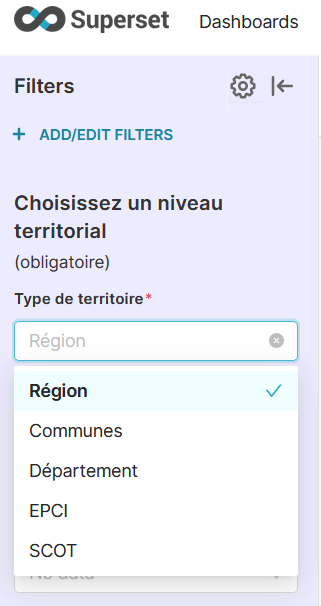 Superset Dashboards
Filters
+ ADD/EDIT FILTERS
Choisissez un niveau
territorial
(obligatoire)
Type de territoire*
Région
Région
Communes
Département
EPCI
SCOT
No data